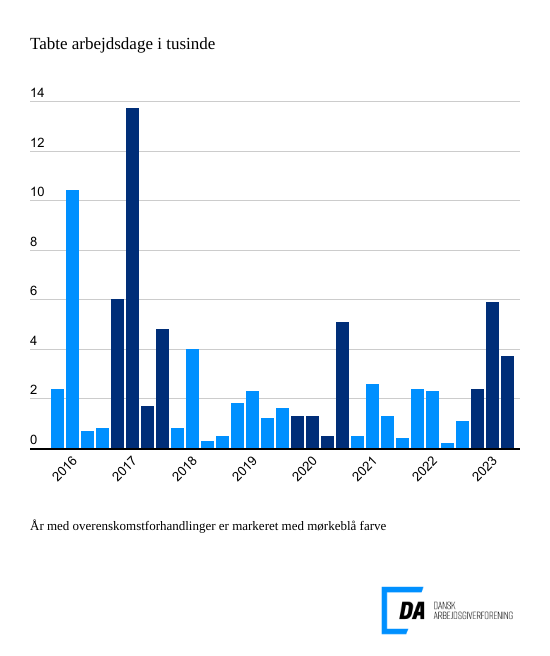 Tabte arbejdsdage i tusinde
14
12
10
8
6
4
2
0
2016 2017 2018 2019 2020 2021 2022 2023
År med overenskomstforhandlinger er markeret med mørkeblå farve
DA DANSK
ARBEJDSGIVERFORENING